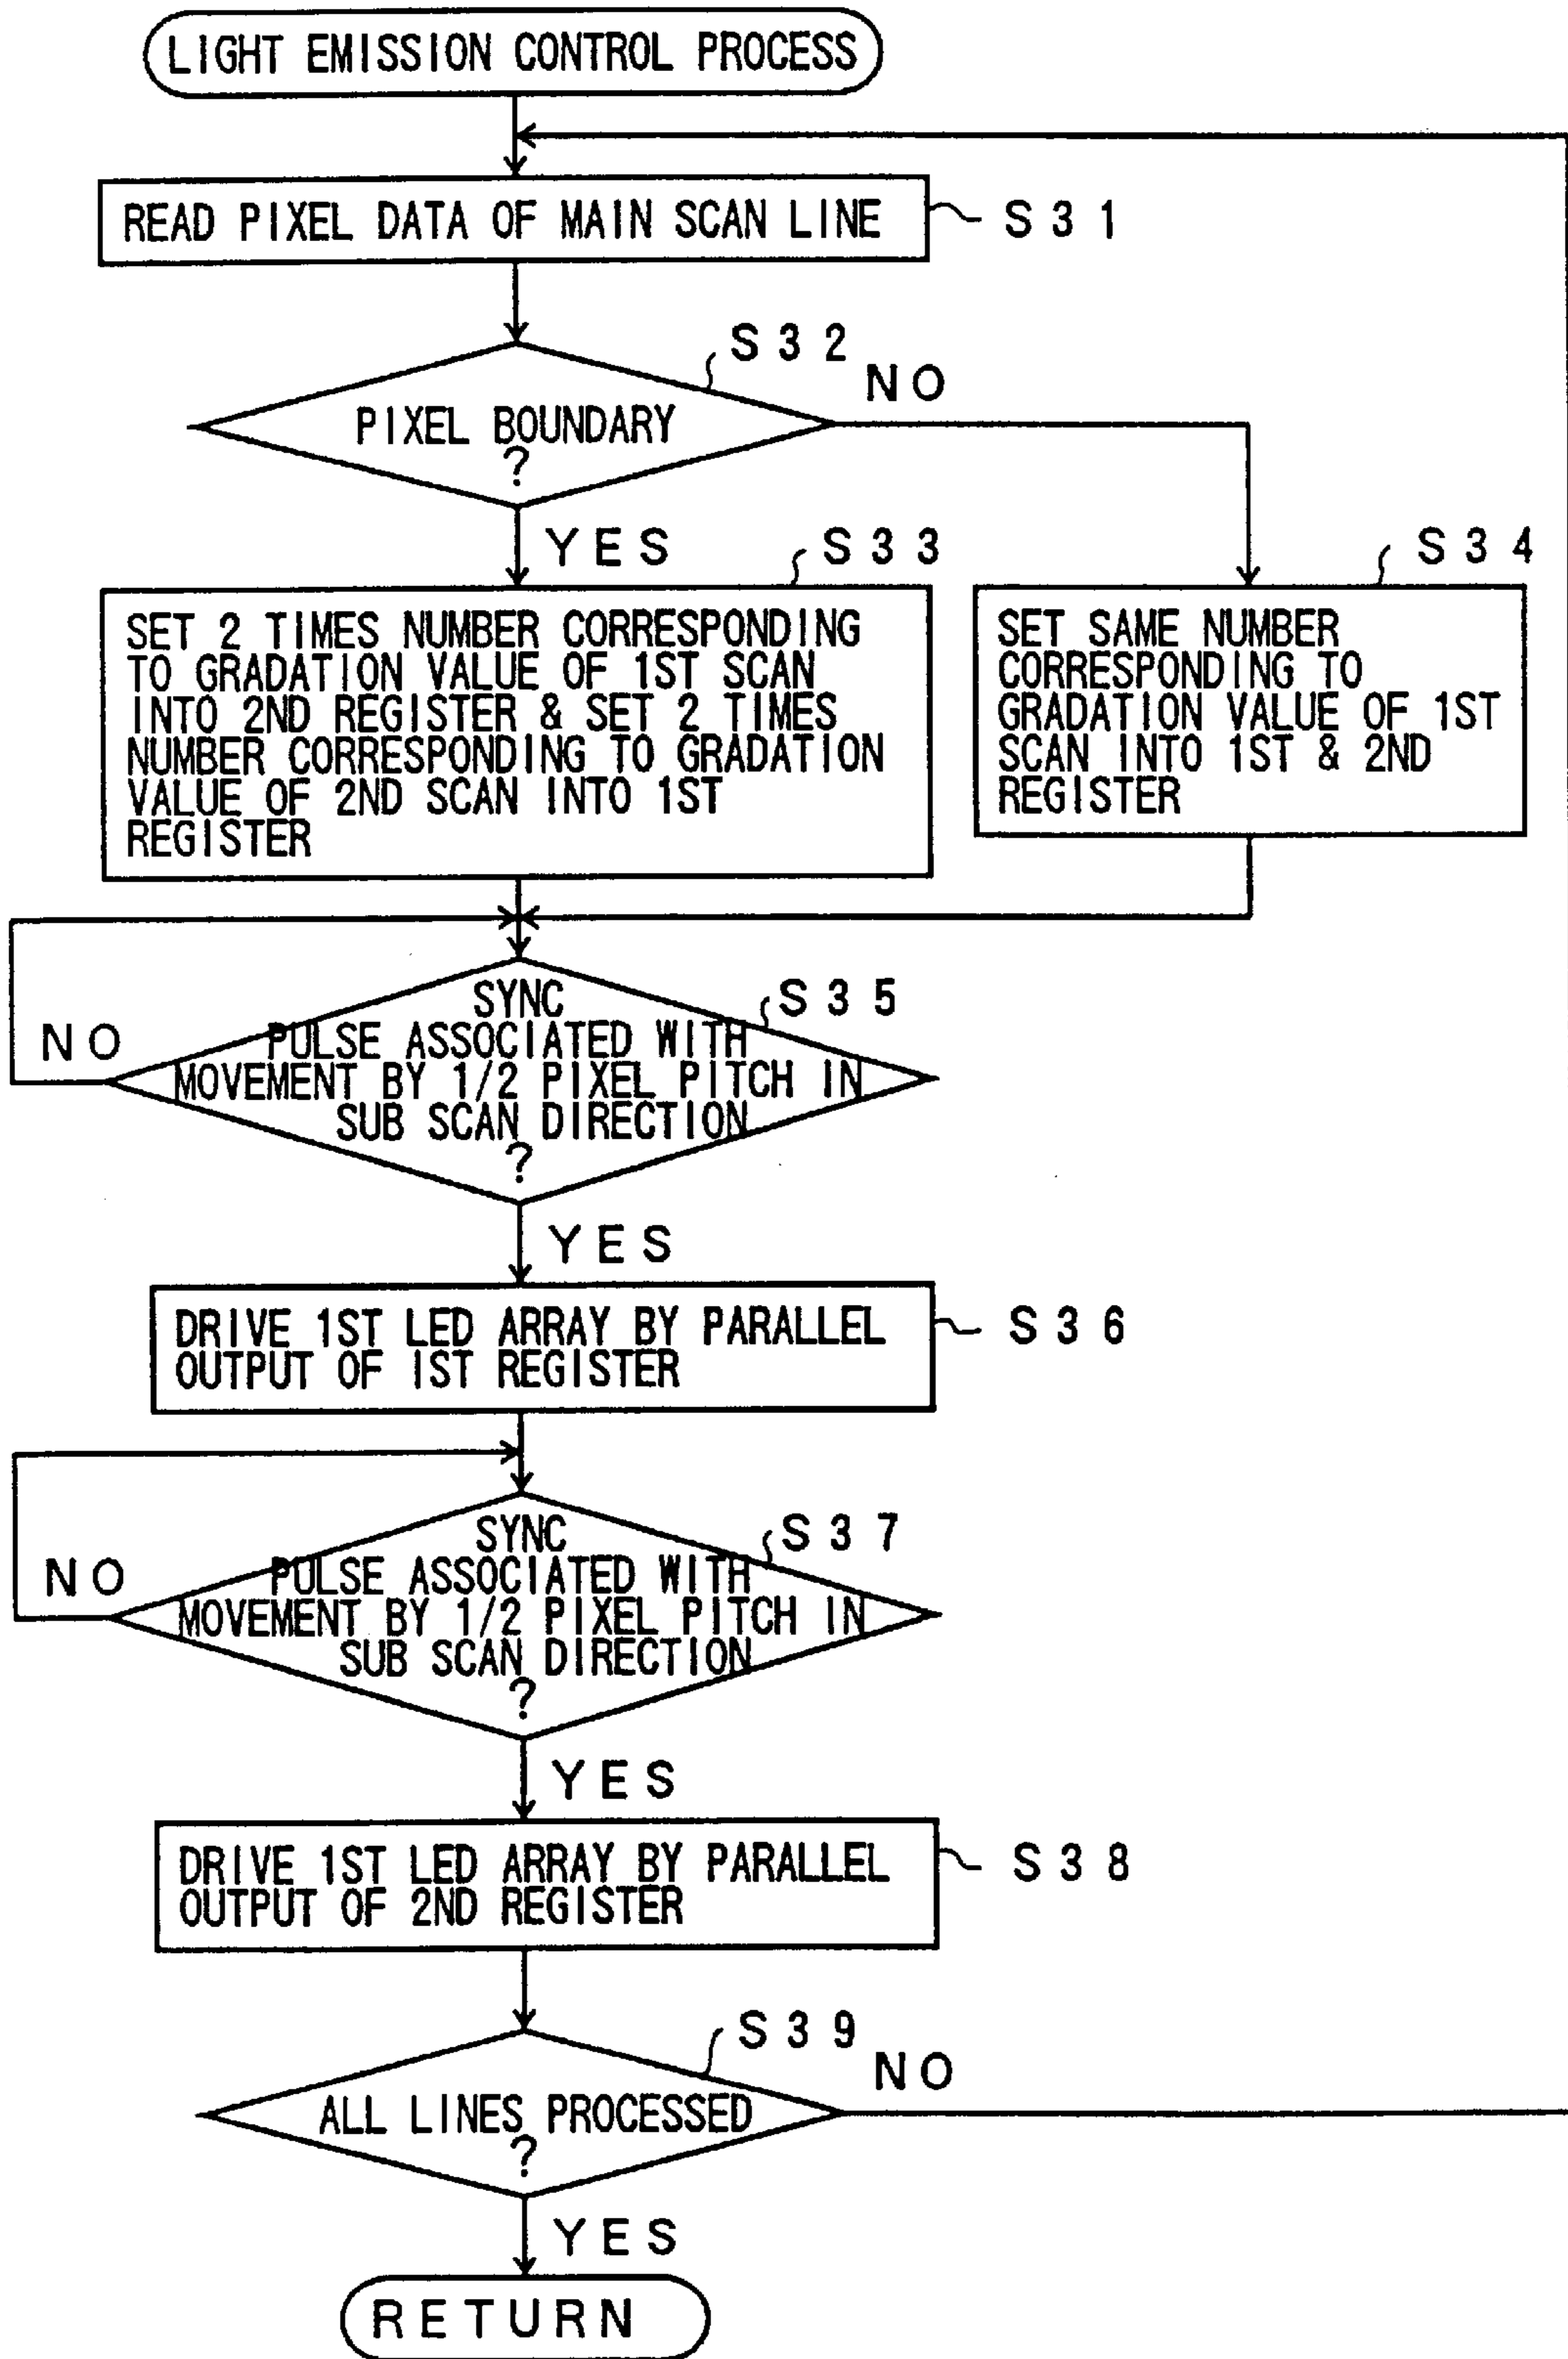 LIGHT EMISSION CONTROL PROCESS
READ PIXEL DATA OF MAIN SCAN LINE
S31
S32
NO
PIXEL BOUNDARY
?
YES
S33
S34
SET 2 TIMES NUMBER CORRESPONDING
TO GRADATION VALUE OF 1ST SCAN
INTO 2ND REGISTER & SET 2 TIMES
NUMBER CORRESPONDING TO GRADATION
VALUE OF 2ND SCAN INTO 1ST
REGISTER
SET SAME NUMBER
CORRESPONDING TO
GRADATION VALUE OF 1ST
SCAN INTO 1ST & 2ND
REGISTER
S35
NO
SYNC
PULSE ASSOCIATED WITH
MOVEMENT BY 1/2 PIXEL PITCH IN
SUB SCAN DIRECTION
?
YES
DRIVE 1ST LED ARRAY BY PARALLEL
OUTPUT OF 1ST REGISTER
S36
S37
NO
SYNC
PULSE ASSOCIATED WITH
MOVEMENT BY 1/2 PIXEL PITCH IN
SUB SCAN DIRECTION
?
YES
DRIVE 1ST LED ARRAY BY PARALLEL
OUTPUT OF 2ND REGISTER
S38
S39
NO
ALL LINES PROCESSED
?
YES
RETURN